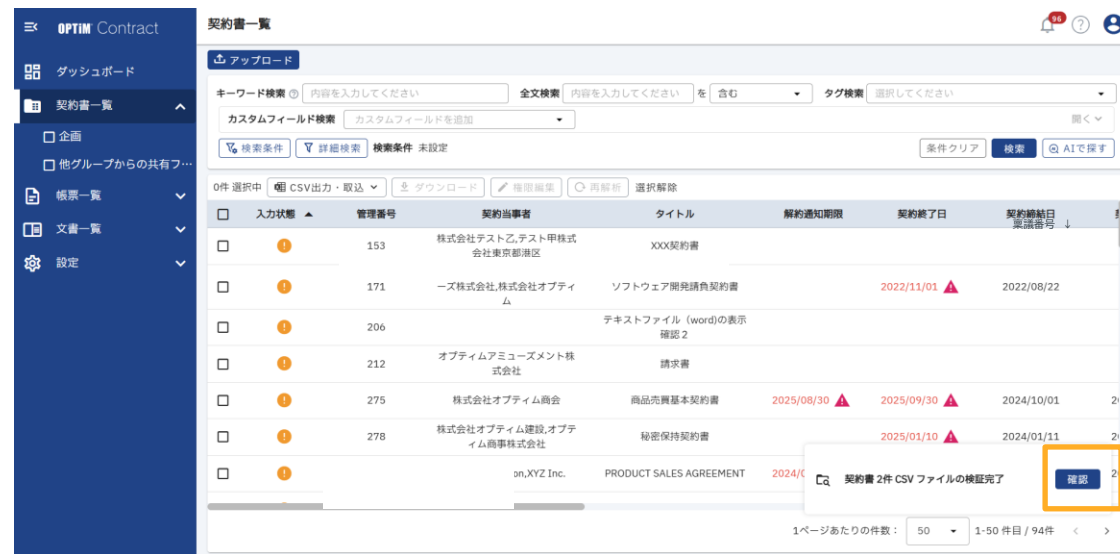 OPTiM Contract
ダッシュボード
契約書一覧
企画
他グループからの共有フ…
帳票一覧
文書一覧
設定
契約書一覧
96
アップロード
キーワード検索 内容を入力してください 全文検索 内容を入力してください を 含む タグ検索 選択してください
カスタムフィールド検索 カスタムフィールドを追加 開く
検索条件 詳細検索 検索条件 未設定 条件クリア 検索 AIで探す
0件 選択中 CSV出力・取込 ダウンロード 権限編集 再解析 選択解除
入力状態 管理番号 契約当事者 タイトル 解約通知期限 契約終了日 契約締結日
稟議番号 ↓
153 株式会社テスト乙,テスト甲株式 XXX契約書
会社東京都港区
171 ーズ株式会社,株式会社オプティ ソフトウェア開発請負契約書 2022/11/01 2022/08/22
ム
206 テキストファイル(word)の表示
確認2
212 オプティムアミューズメント株 請求書
式会社
275 株式会社オプティム商会 商品売買基本契約書 2025/08/30 2025/09/30 2024/10/01 2
278 株式会社オプティム建設,オプテ 秘密保持契約書 2025/01/10 2024/01/11 2
ィム商事株式会社
on,XYZ Inc. PRODUCT SALES AGREEMENT 2024/0
契約書 2件 CSV ファイルの検証完了 確認
1ページあたりの件数: 50 1-50 件目 / 94件